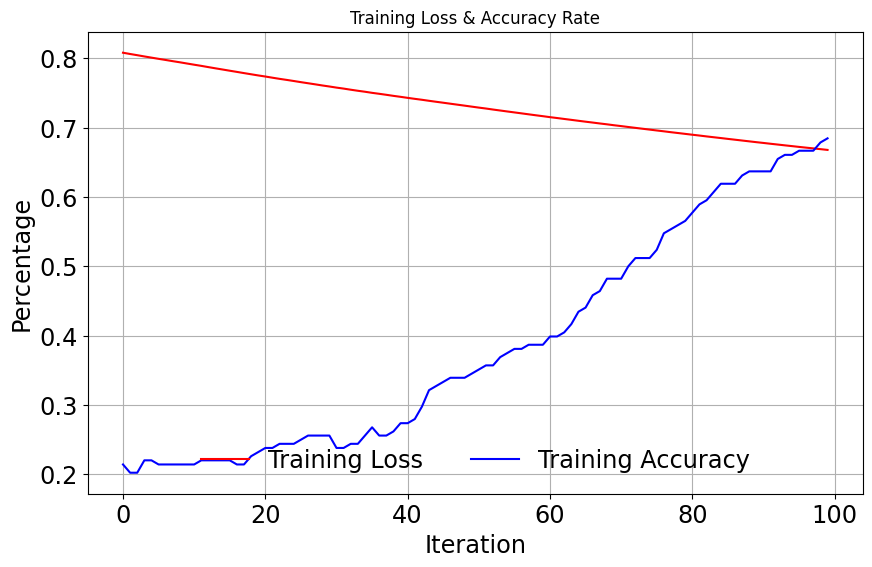 Training Loss & Accuracy Rate
Percentage
0.8
0.7
0.6
0.5
0.4
0.3
0.2
Training Loss Training Accuracy
0 20 40 60 80 100
Iteration